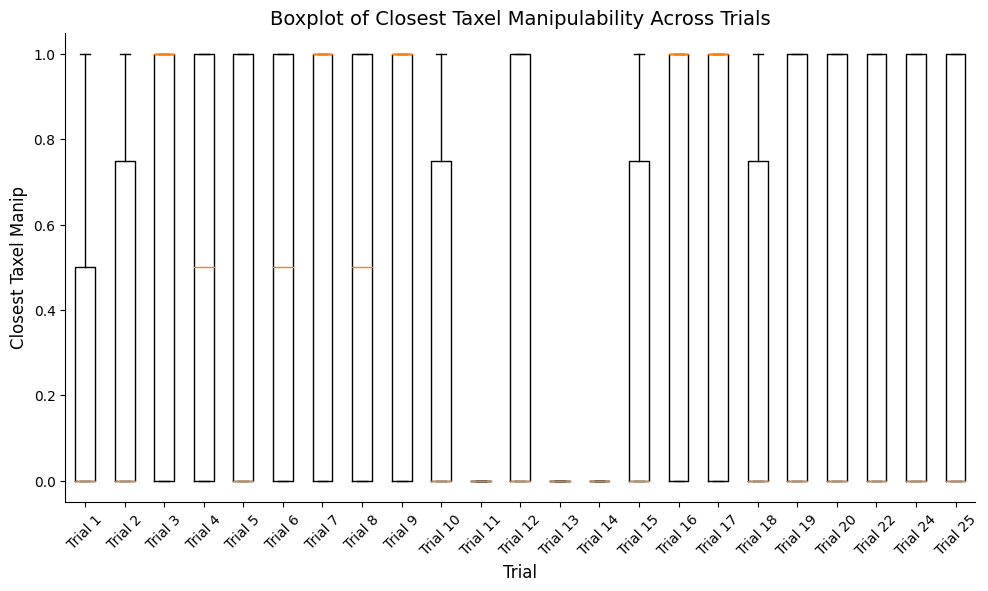 Boxplot of Closest Taxel Manipulability Across Trials
Closest Taxel Manip
1.0
0.8
0.6
0.4
0.2
0.0
Trial 1
Trial 2
Trial 3
Trial 4
Trial 5
Trial 6
Trial 7
Trial 8
Trial 9
Trial 10
Trial 11
Trial 12
Trial 13
Trial 14
Trial 15
Trial 16
Trial 17
Trial 18
Trial 19
Trial 20
Trial 22
Trial 24
Trial 25
Trial